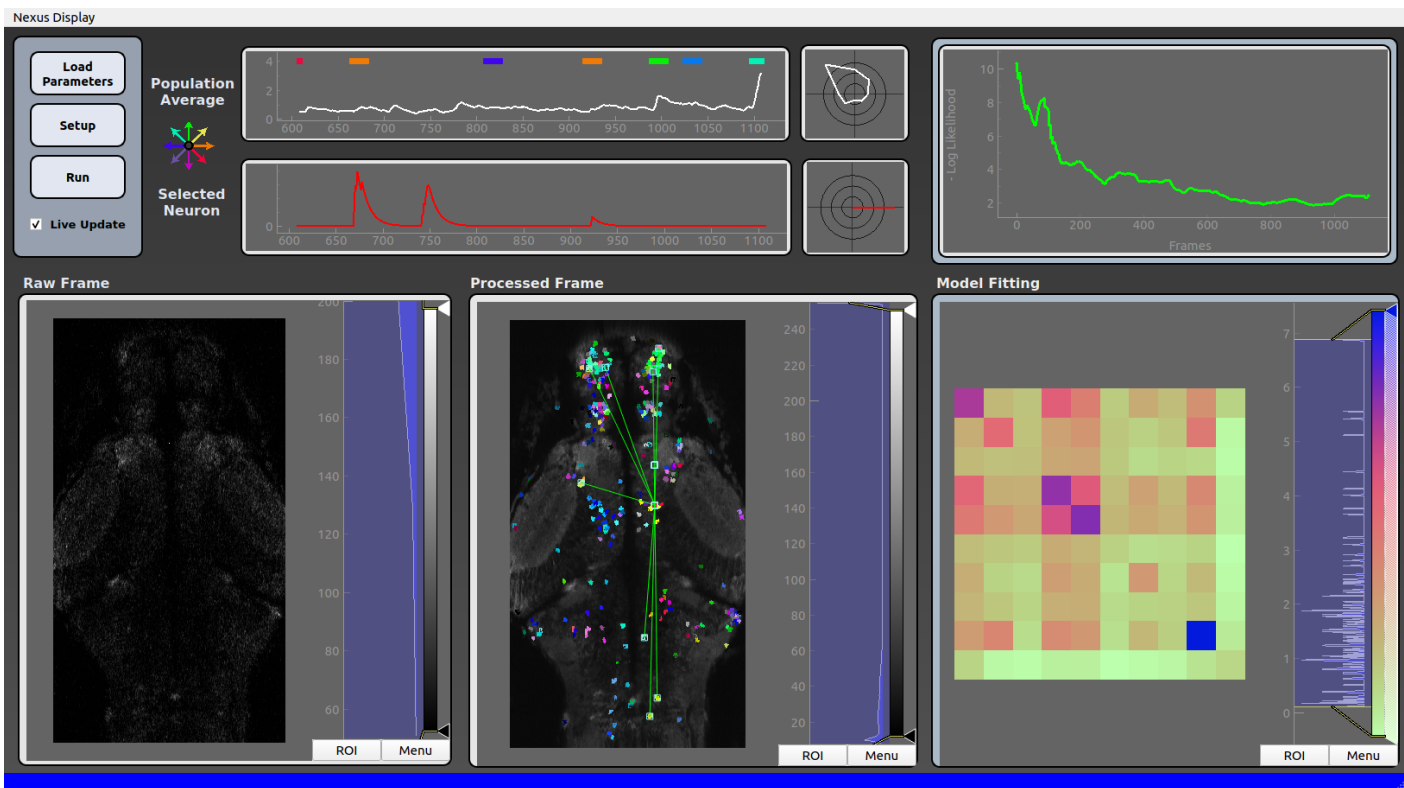 Nexus Display
Load
Parameters
Setup
Run
Live Update
Population
Average
Selected
Neuron
4
2
0
600 650 700 750 800 850 900 950 1000 1050 1100
0
600 650 700 750 800 850 900 950 1000 1050 1100
- Log Likelihood
10
8
6
4
2
0 200 400 600 800 1000
Frames
Raw Frame
200
180
160
140
120
100
80
60
ROI Menu
Processed Frame
240
220
200
180
160
140
120
100
80
60
40
20
ROI Menu
Model Fitting
7
6
5
4
3
2
1
0
ROI Menu